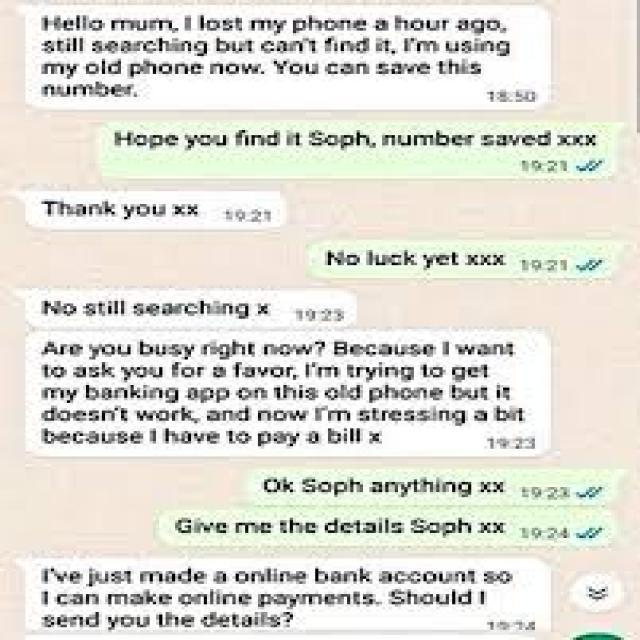 Hello mum, I lost my phone a hour ago,
still searching but can't find it, I'm using
my old phone now. You can save this
number.
18:50
Hope you find it Soph, number saved xxx
19:21
Thank you xx 19:21
No luck yet xxx 19:21
No still searching x 19:23
Are you busy right now? Because I want
to ask you for a favor, I'm trying to get
my banking app on this old phone but it
doesn't work, and now I'm stressing a bit
because I have to pay a bill x 19:23
Ok Soph anything xx 19:23
Give me the details Soph xx 19:24
I've just made a online bank account so
I can make online payments. Should I
send you the details? 19:24